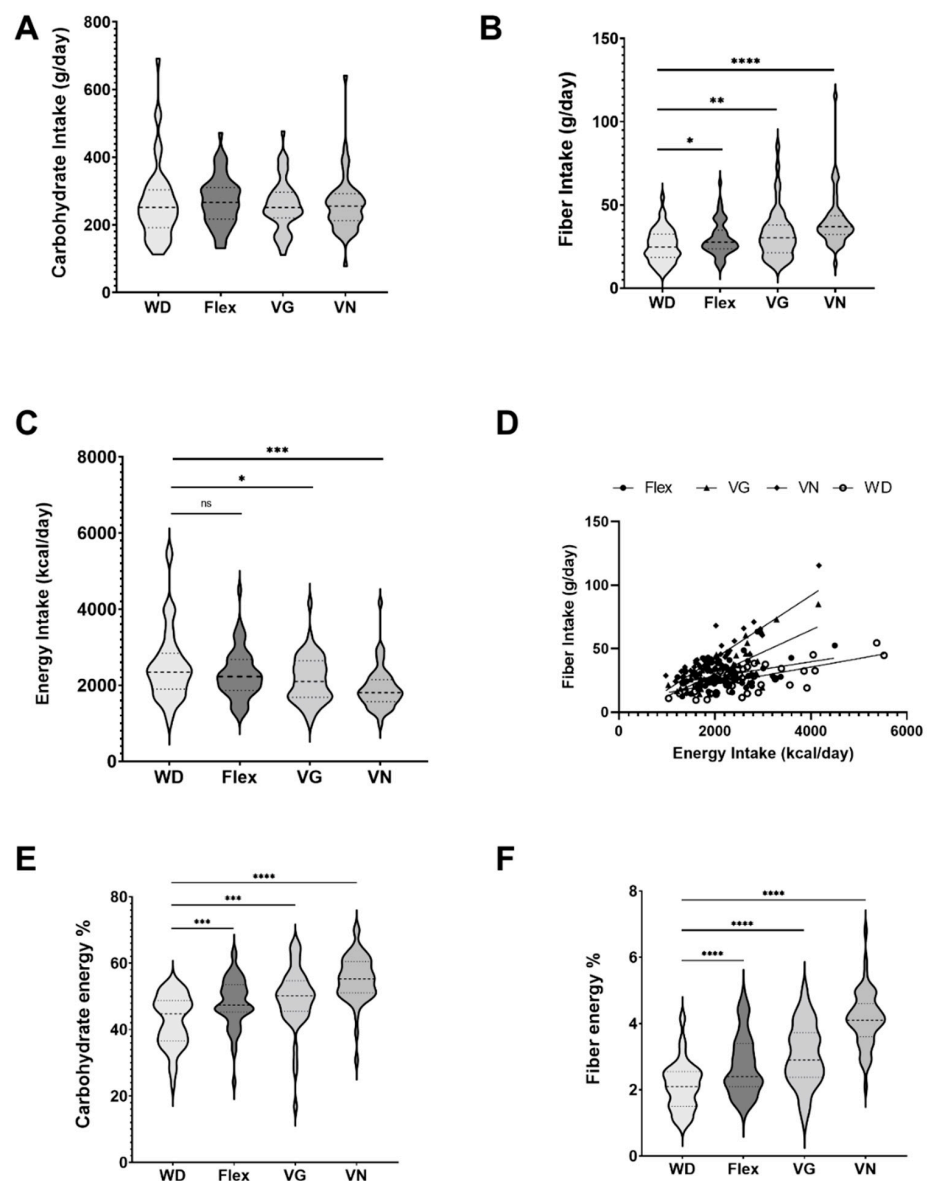 A
Carbohydrate Intake (g/day)
800
600
400
200
0
WD Flex VG VN
B
Fiber Intake (g/day)
150
100
50
0
****
**
*
WD Flex VG VN
C
Energy Intake (kcal/day)
8000
6000
4000
2000
0
***
*
ns
WD Flex VG VN
D
Flex VG VN WD
Fiber Intake (g/day)
150
100
50
0
0 2000 4000 6000
Energy Intake (kcal/day)
E
Carbohydrate energy %
80
60
40
20
0
****
***
***
WD Flex VG VN
F
Fiber energy %
8
6
4
2
0
****
****
****
WD Flex VG VN